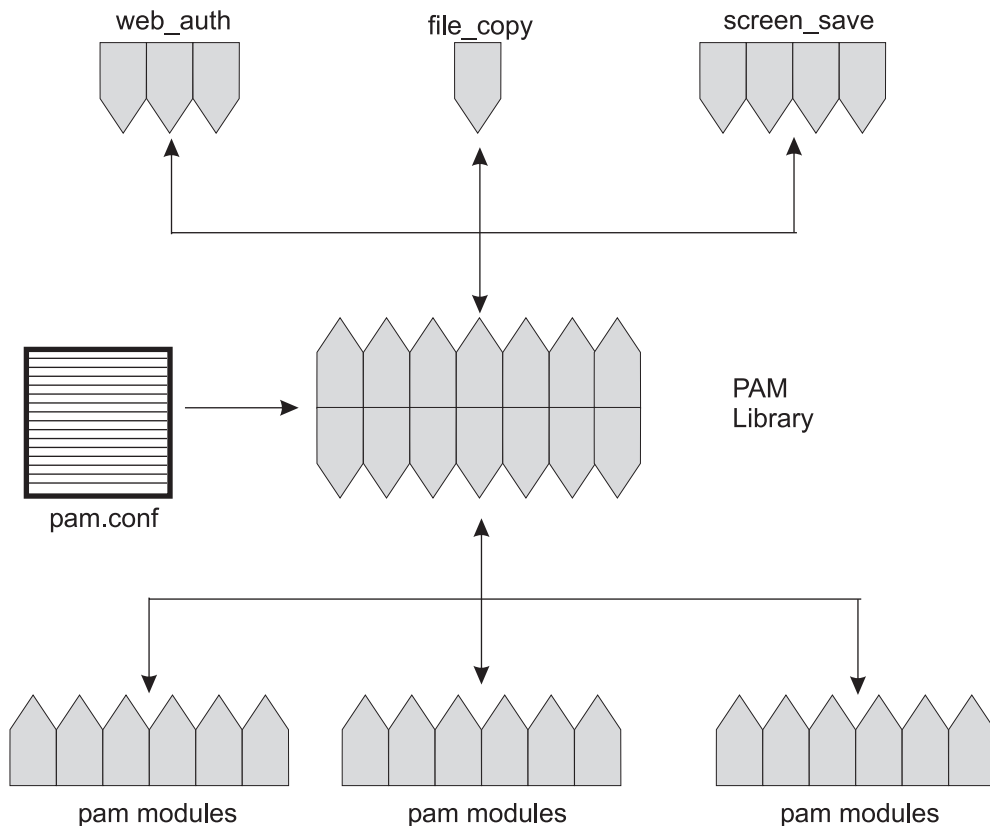 web_auth
file_copy
screen_save
PAM
Library
pam.conf
pam modules
pam modules
pam modules